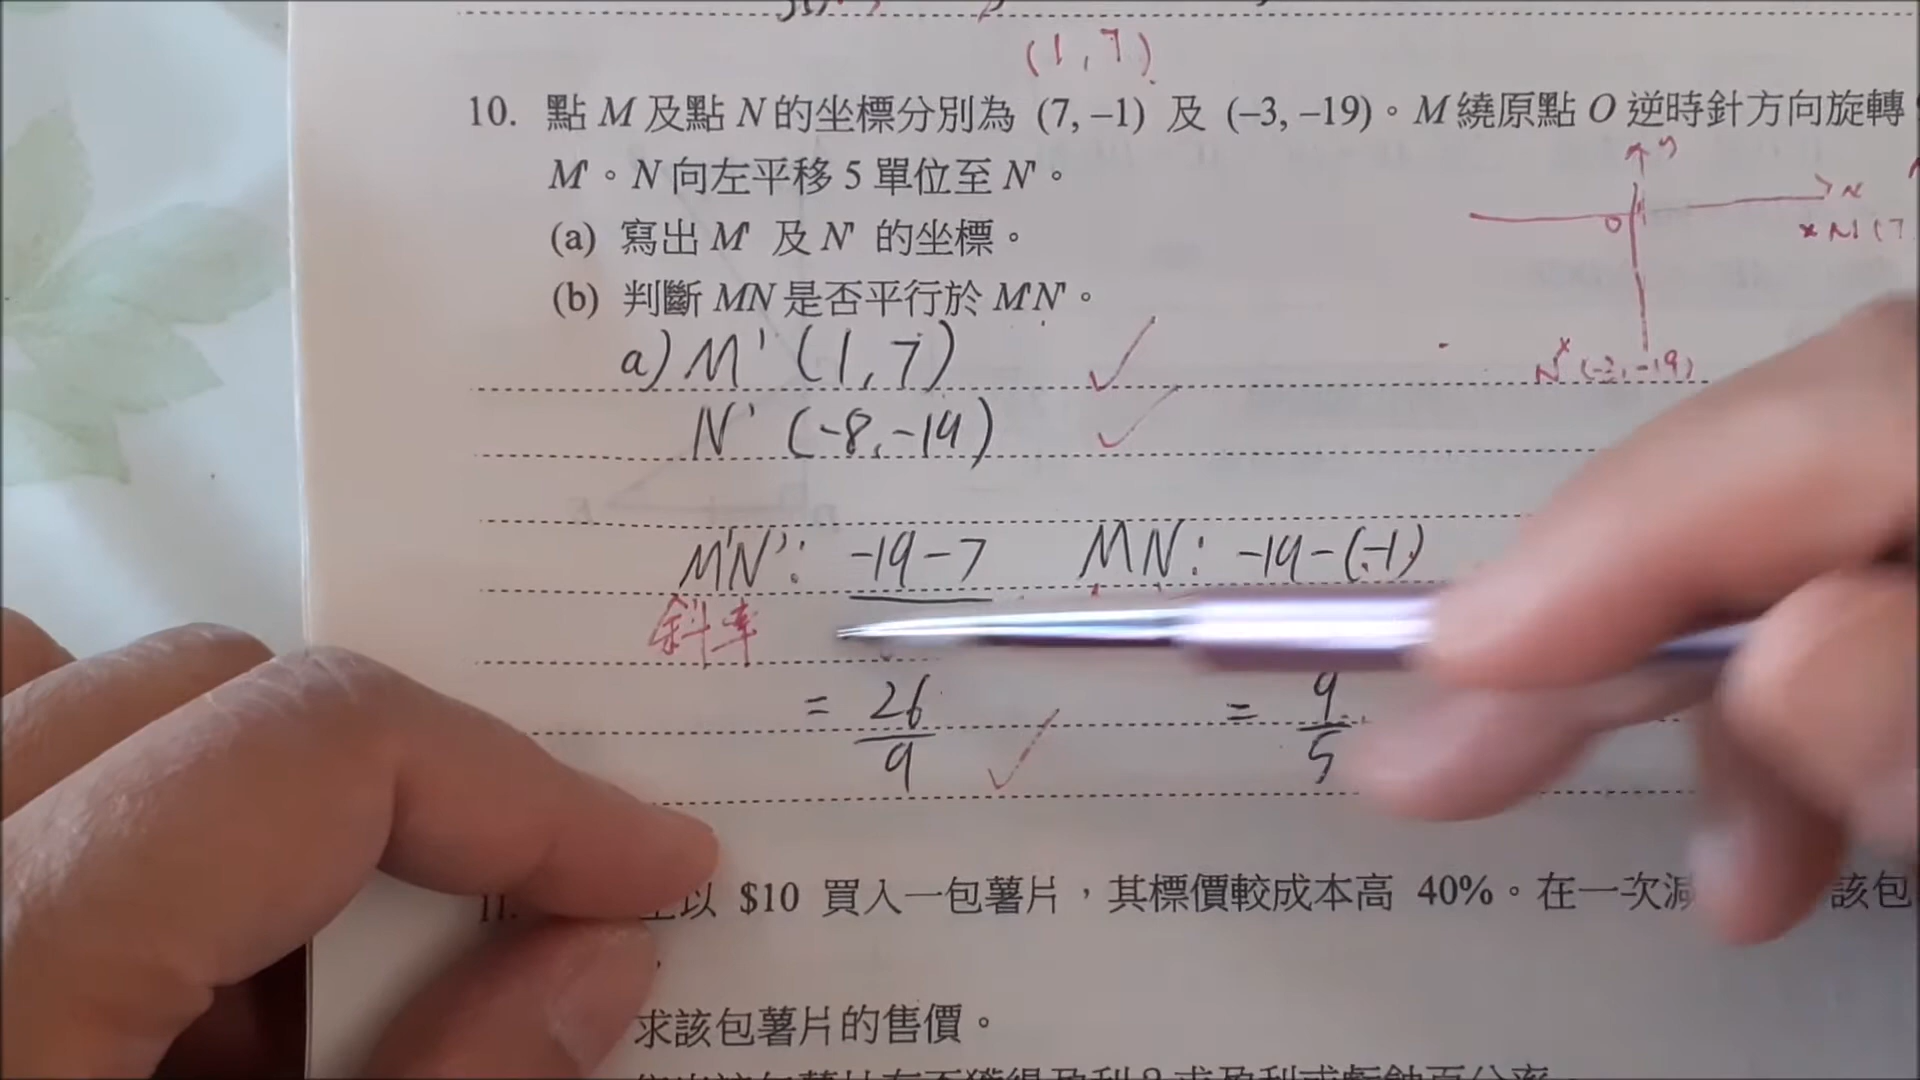 (1,7)
10. 點 M 及點 N 的坐標分別為 (7, –1) 及 (–3, –19)。M 繞原點 O 逆時針方向旋轉
M'。N 向左平移 5 單位至 N'。
(a) 寫出 M' 及 N' 的坐標。
(b) 判斷 MN 是否平行於 M'N'。
y
x
O
× M (7
N (-3,-19)
a) M' (1,7)
N' (-8,-19)
M'N': -19-7 MN: -19-(-1)
斜率
= 26/9 = 9/5
11. 以 $10 買入一包薯片,其標價較成本高 40%。在一次減 該包
求該包薯片的售價。